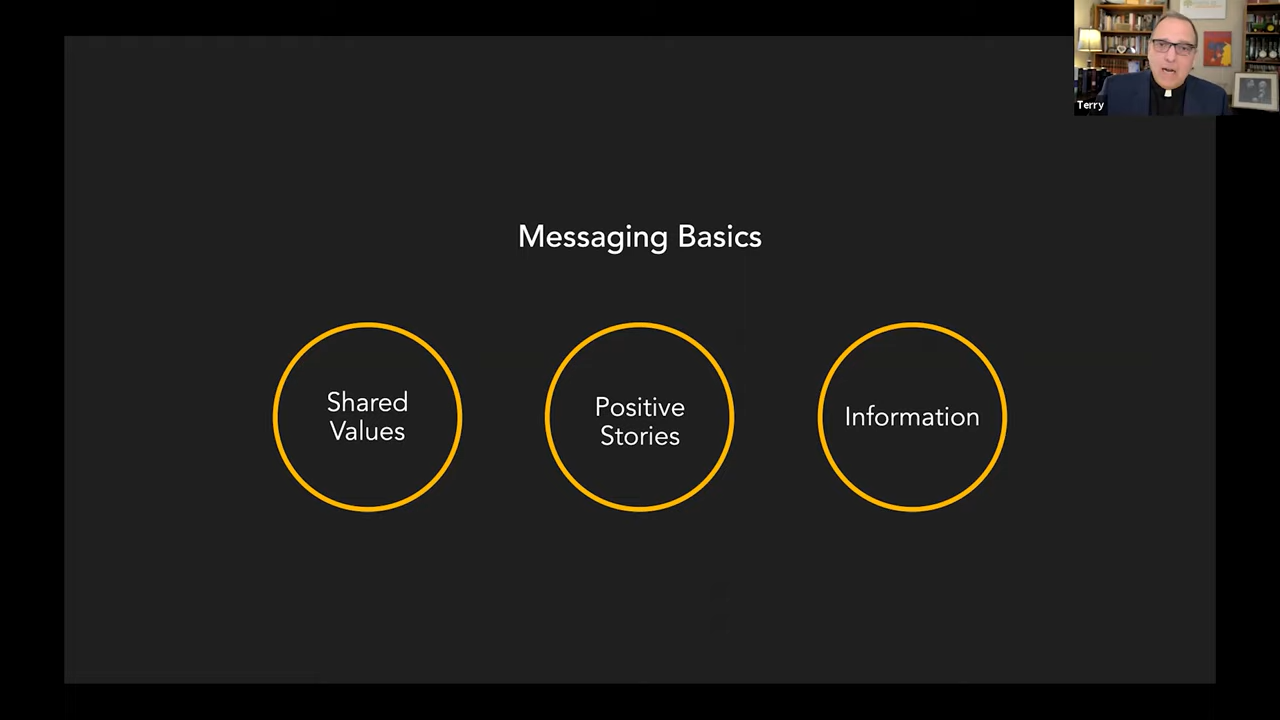 Terry
Messaging Basics
Shared
Values
Positive
Stories
Information